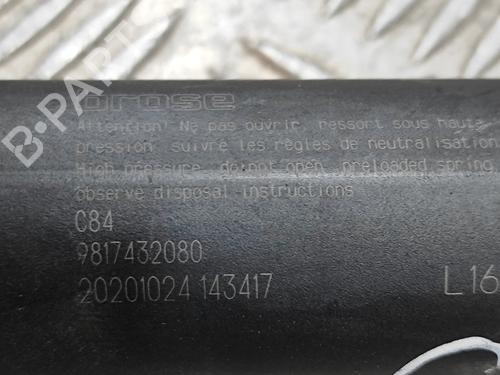 B-PARTS
brose
Attention! Ne pas ouvrir ressort sous haute
pression suivre les règles de neutralisation
High pressure do not open preloaded spring
observe disposal instructions
C84
9817432080
20201024 143417
L16